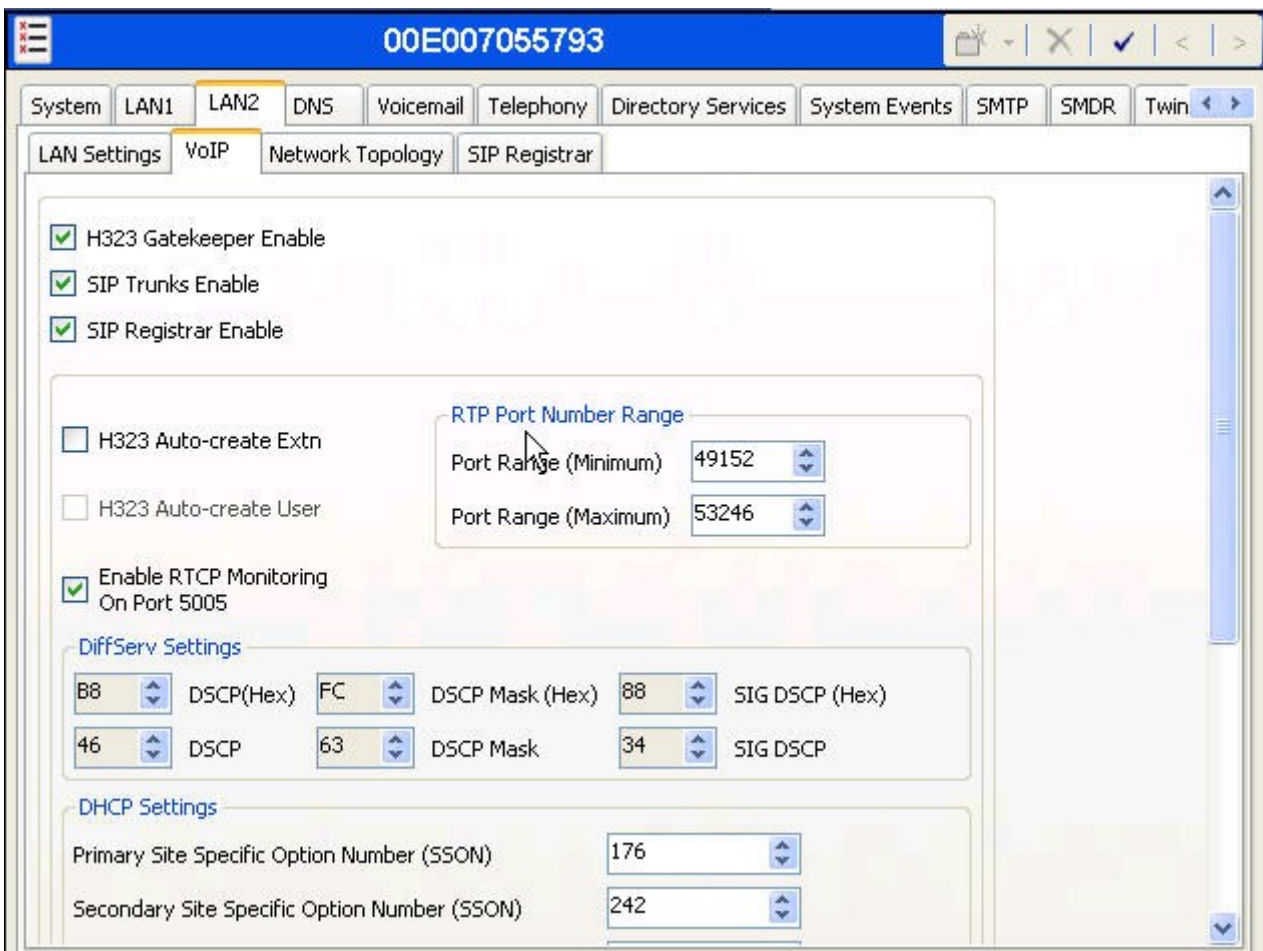 00E007055793
System LAN1 LAN2 DNS Voicemail Telephony Directory Services System Events SMTP SMDR Twin
LAN Settings VoIP Network Topology SIP Registrar
H323 Gatekeeper Enable
SIP Trunks Enable
SIP Registrar Enable
RTP Port Number Range
H323 Auto-create Extn
Port Range (Minimum) 49152
H323 Auto-create User
Port Range (Maximum) 53246
Enable RTCP Monitoring
On Port 5005
DiffServ Settings
B8 DSCP(Hex) FC DSCP Mask (Hex) 88 SIG DSCP (Hex)
46 DSCP 63 DSCP Mask 34 SIG DSCP
DHCP Settings
Primary Site Specific Option Number (SSON) 176
Secondary Site Specific Option Number (SSON) 242